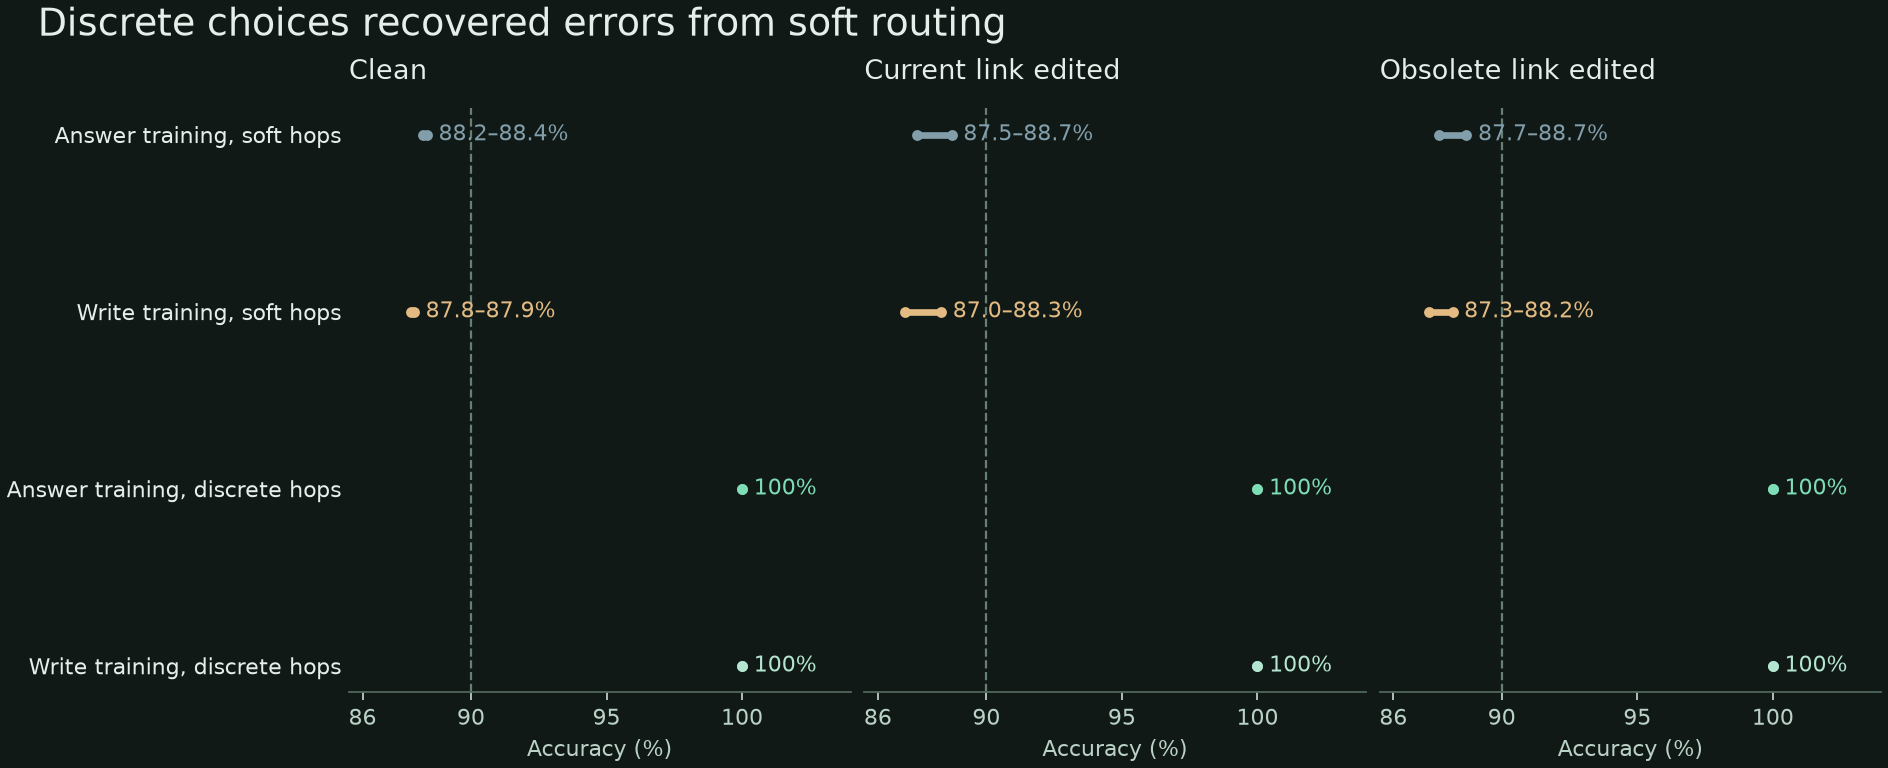 Discrete choices recovered errors from soft routing
Clean
Current link edited
Obsolete link edited
Answer training, soft hops
88.2–88.4%
87.5–88.7%
87.7–88.7%
Write training, soft hops
87.8–87.9%
87.0–88.3%
87.3–88.2%
Answer training, discrete hops
100%
100%
100%
Write training, discrete hops
100%
100%
100%
86 90 95 100
86 90 95 100
86 90 95 100
Accuracy (%)
Accuracy (%)
Accuracy (%)